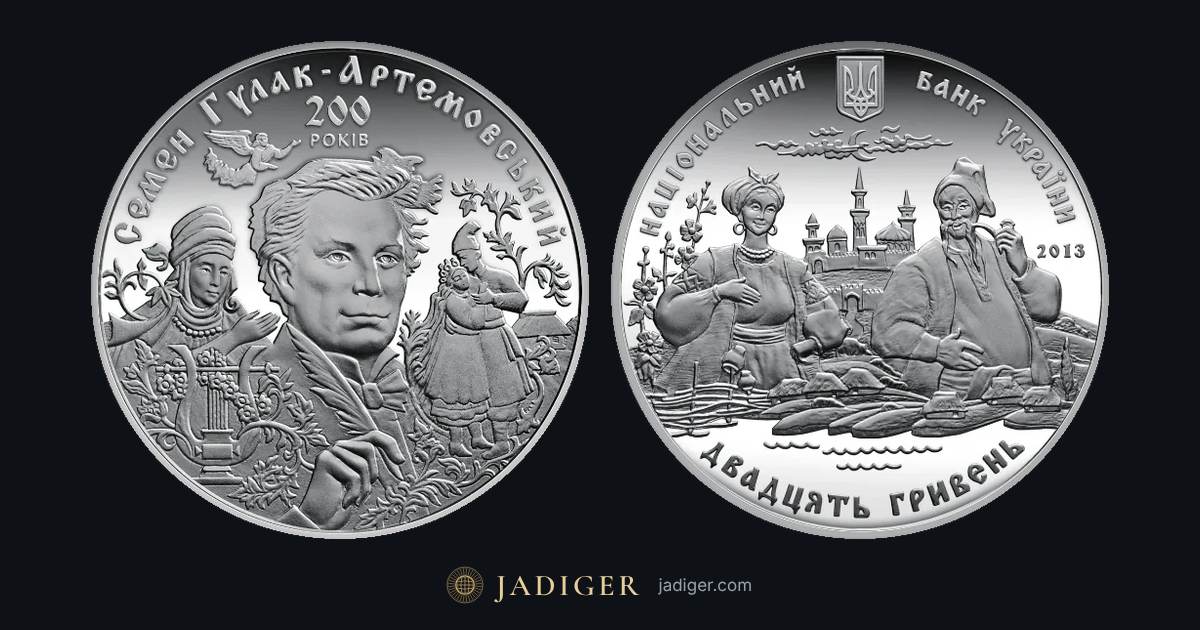 Семен Гулак-Артемовський
200
РОКІВ
НАЦІОНАЛЬНИЙ БАНК УКРАЇНИ
2013
ДВАДЦЯТЬ ГРИВЕНЬ
JADIGER jadiger.com